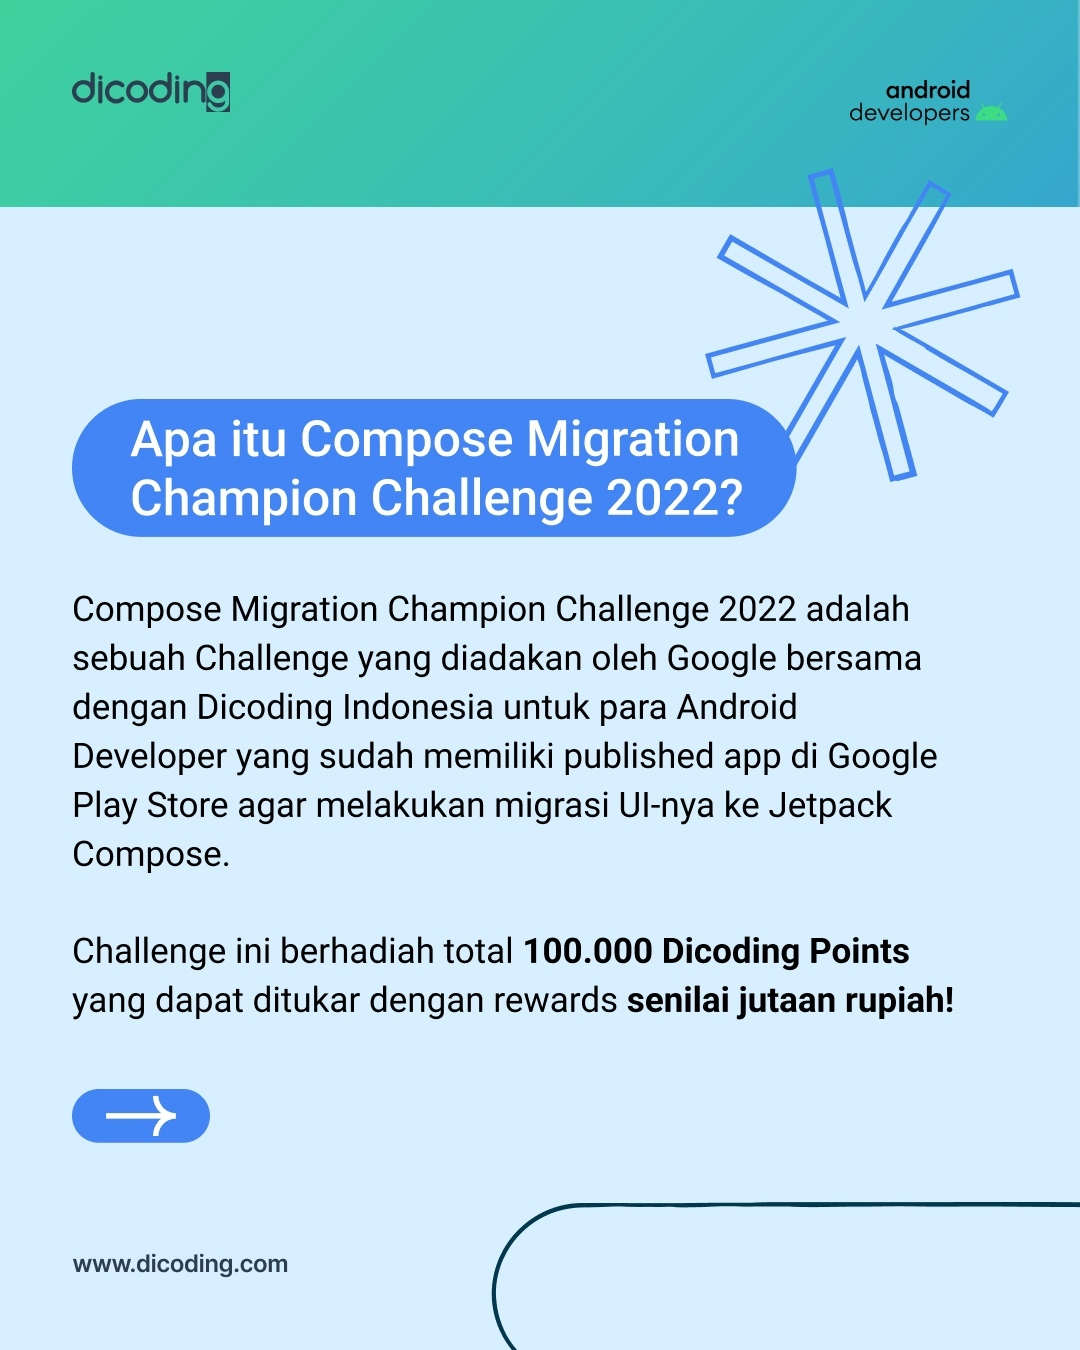 dicoding
android
developers
Apa itu Compose Migration
Champion Challenge 2022?
Compose Migration Champion Challenge 2022 adalah
sebuah Challenge yang diadakan oleh Google bersama
dengan Dicoding Indonesia untuk para Android
Developer yang sudah memiliki published app di Google
Play Store agar melakukan migrasi UI-nya ke Jetpack
Compose.
Challenge ini berhadiah total 100.000 Dicoding Points
yang dapat ditukar dengan rewards senilai jutaan rupiah!
www.dicoding.com